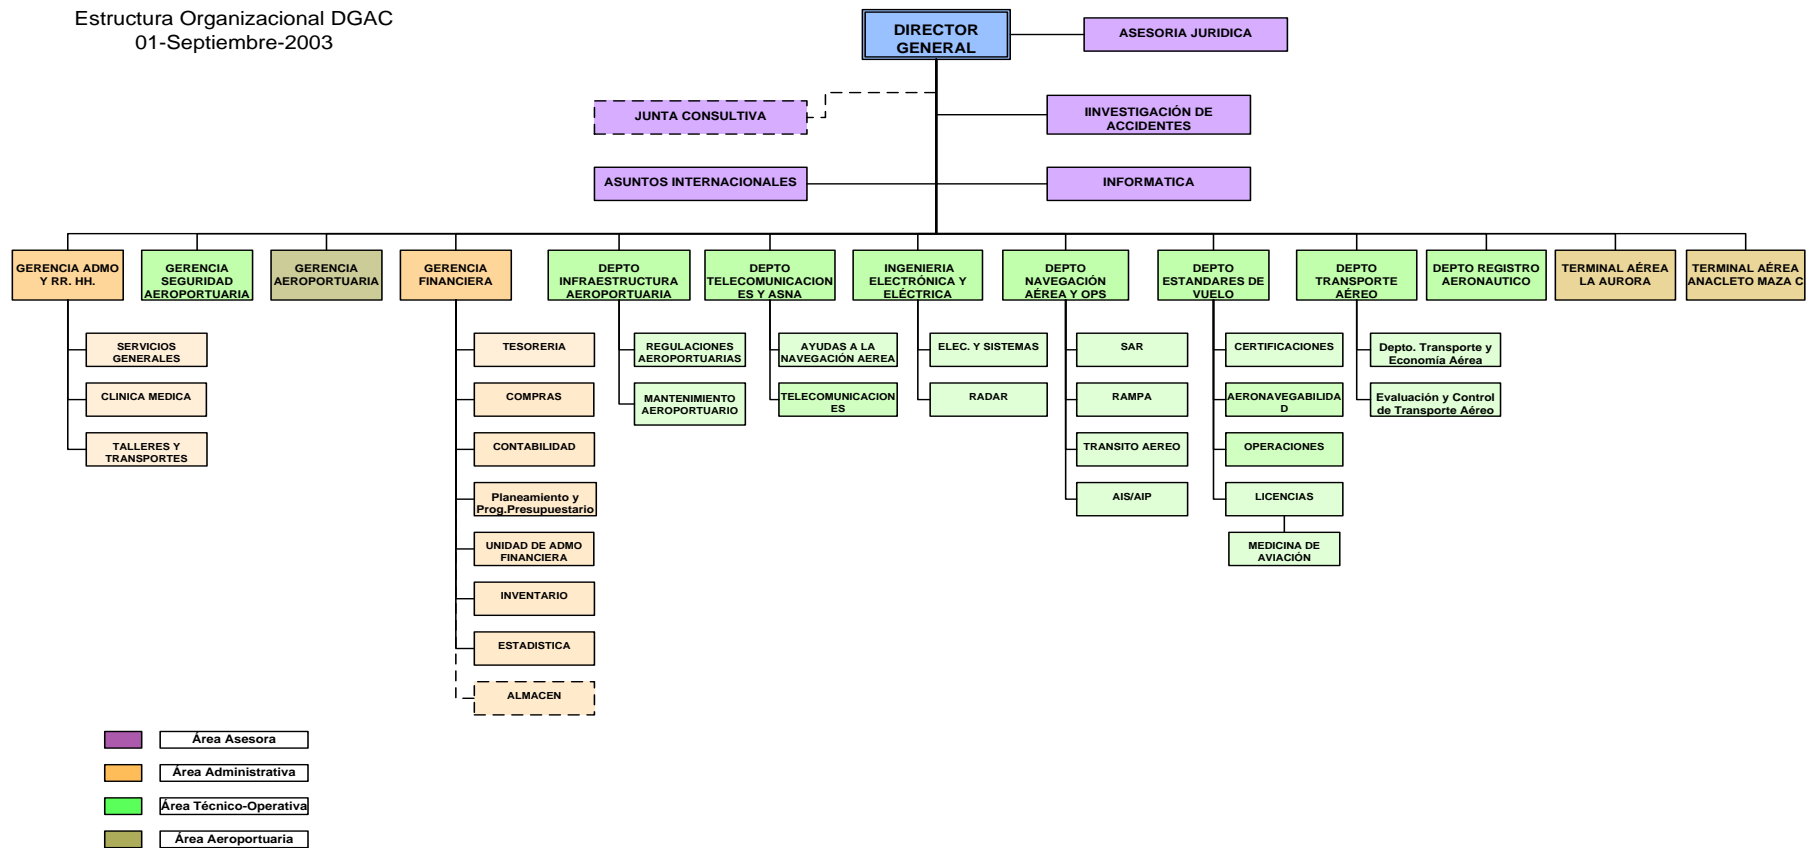 Estructura Organizacional DGAC
01-Septiembre-2003
DIRECTOR
GENERAL
ASESORIA JURIDICA
JUNTA CONSULTIVA
IINVESTIGACIÓN DE
ACCIDENTES
ASUNTOS INTERNACIONALES
INFORMATICA
GERENCIA ADMO
Y RR. HH.
GERENCIA
SEGURIDAD
AEROPORTUARIA
GERENCIA
AEROPORTUARIA
GERENCIA
FINANCIERA
DEPTO
INFRAESTRUCTURA
AEROPORTUARIA
DEPTO
TELECOMUNICACION
ES Y ASNA
INGENIERIA
ELECTRÓNICA Y
ELÉCTRICA
DEPTO
NAVEGACIÓN
AÉREA Y OPS
DEPTO
ESTANDARES DE
VUELO
DEPTO
TRANSPORTE
AÉREO
DEPTO REGISTRO
AERONAUTICO
TERMINAL AÉREA
LA AURORA
TERMINAL AÉREA
ANACLETO MAZA C
SERVICIOS
GENERALES
CLINICA MEDICA
TALLERES Y
TRANSPORTES
TESORERIA
COMPRAS
CONTABILIDAD
Planeamiento y
Prog.Presupuestario
UNIDAD DE ADMO
FINANCIERA
INVENTARIO
ESTADISTICA
ALMACEN
REGULACIONES
AEROPORTUARIAS
MANTENIMIENTO
AEROPORTUARIO
AYUDAS A LA
NAVEGACIÓN AEREA
TELECOMUNICACION
ES
ELEC. Y SISTEMAS
RADAR
SAR
RAMPA
TRANSITO AEREO
AIS/AIP
CERTIFICACIONES
AERONAVEGABILIDA
D
OPERACIONES
LICENCIAS
MEDICINA DE
AVIACIÓN
Depto. Transporte y
Economía Aérea
Evaluación y Control
de Transporte Aéreo
Área Asesora
Área Administrativa
Área Técnico-Operativa
Área Aeroportuaria